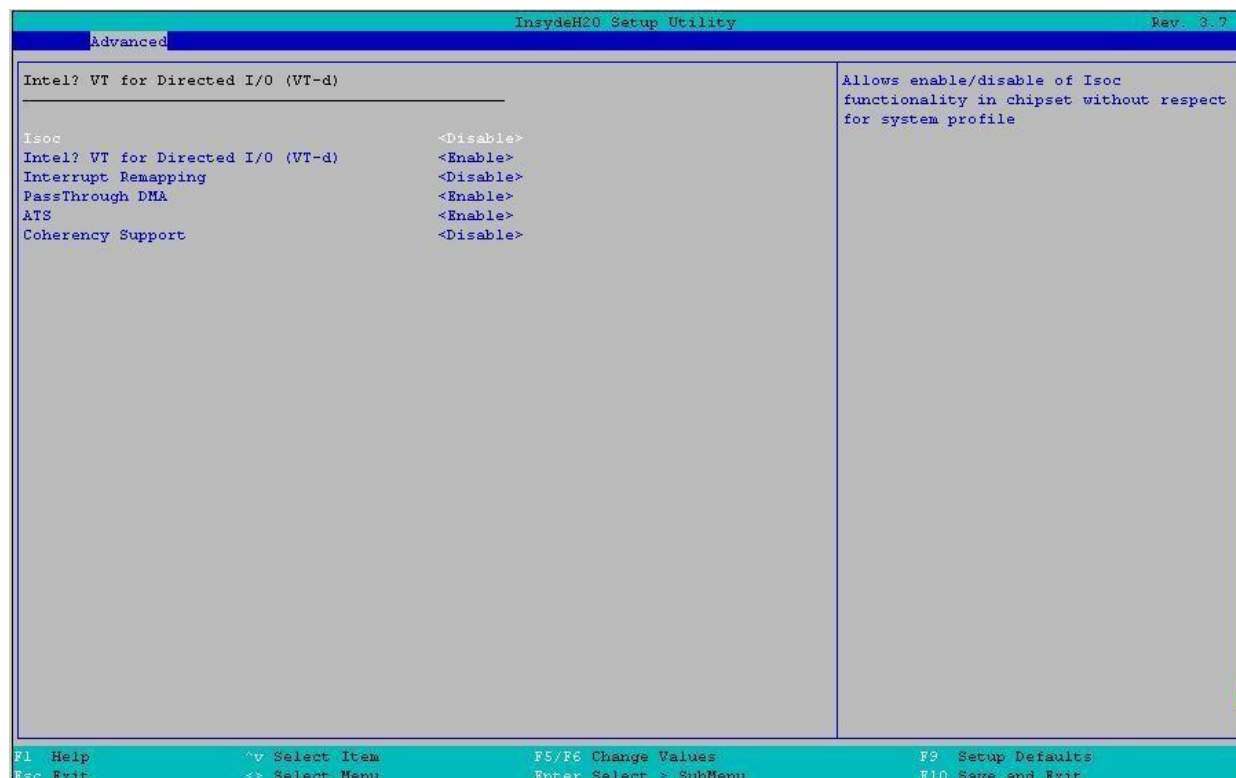 InsydeH20 Setup Utility Rev. 3.7
Advanced
Intel? VT for Directed I/O (VT-d)
Isoc <Disable>
Intel? VT for Directed I/O (VT-d) <Enable>
Interrupt Remapping <Disable>
PassThrough DMA <Enable>
ATS <Enable>
Coherency Support <Disable>
Allows enable/disable of Isoc
functionality in chipset without respect
for system profile
F1 Help ^v Select Item F5/F6 Change Values F9 Setup Defaults
Esc Exit <> Select Menu Enter Select > SubMenu F10 Save and Exit